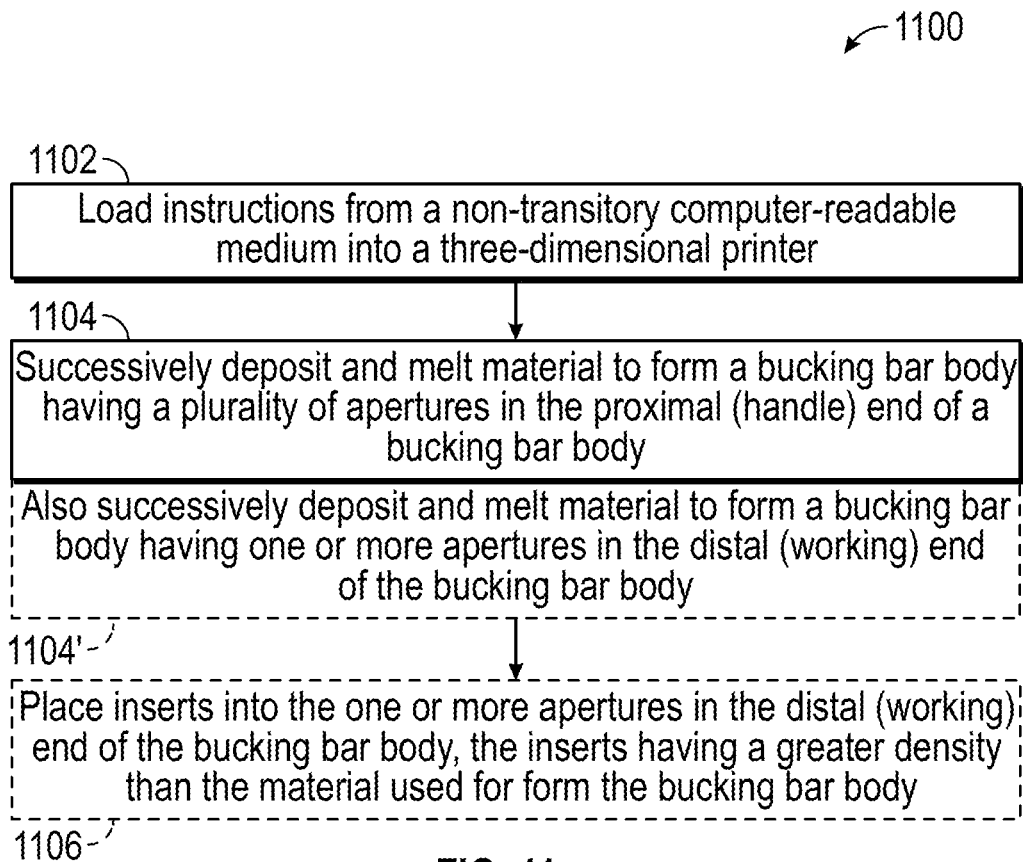 1100
1102
Load instructions from a non-transitory computer-readable
medium into a three-dimensional printer
1104
Successively deposit and melt material to form a bucking bar body
having a plurality of apertures in the proximal (handle) end of a
bucking bar body
Also successively deposit and melt material to form a bucking bar
body having one or more apertures in the distal (working) end
of the bucking bar body
1104'
Place inserts into the one or more apertures in the distal (working)
end of the bucking bar body, the inserts having a greater density
than the material used for form the bucking bar body
1106